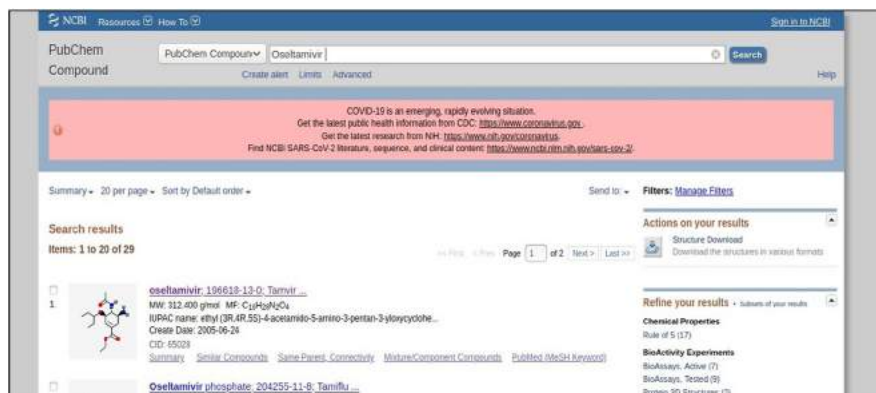 NCBI Resources How To Sign in to NCBI
PubChem Compound
PubChem Compound Oseltamivir Search
Create alert Limits Advanced Help
COVID-19 is an emerging, rapidly evolving situation.
Get the latest public health information from CDC: https://www.coronavirus.gov .
Get the latest research from NIH: https://www.nih.gov/coronavirus.
Find NCBI SARS-CoV-2 literature, sequence, and clinical content: https://www.ncbi.nlm.nih.gov/sars-cov-2/.
Summary 20 per page Sort by Default order Send to: Filters: Manage Filters
Search results
Items: 1 to 20 of 29
<< First < Prev Page 1 of 2 Next > Last >>
Actions on your results
Structure Download
Download the structures in various formats
oseltamivir; 196618-13-0; Tamvir ...
1
MW: 312.400 g/mol MF: C16H28N2O4
IUPAC name: ethyl (3R,4R,5S)-4-acetamido-5-amino-3-pentan-3-yloxycyclohe...
Create Date: 2005-06-24
CID: 65028
Summary Similar Compounds Same Parent, Connectivity Mixture/Component Compounds PubMed (MeSH Keyword)
Oseltamivir phosphate; 204255-11-8; Tamiflu ...
Refine your results Subsets of your results
Chemical Properties
Rule of 5 (17)
BioActivity Experiments
BioAssays, Active (7)
BioAssays, Tested (9)
Protein 3D Structures